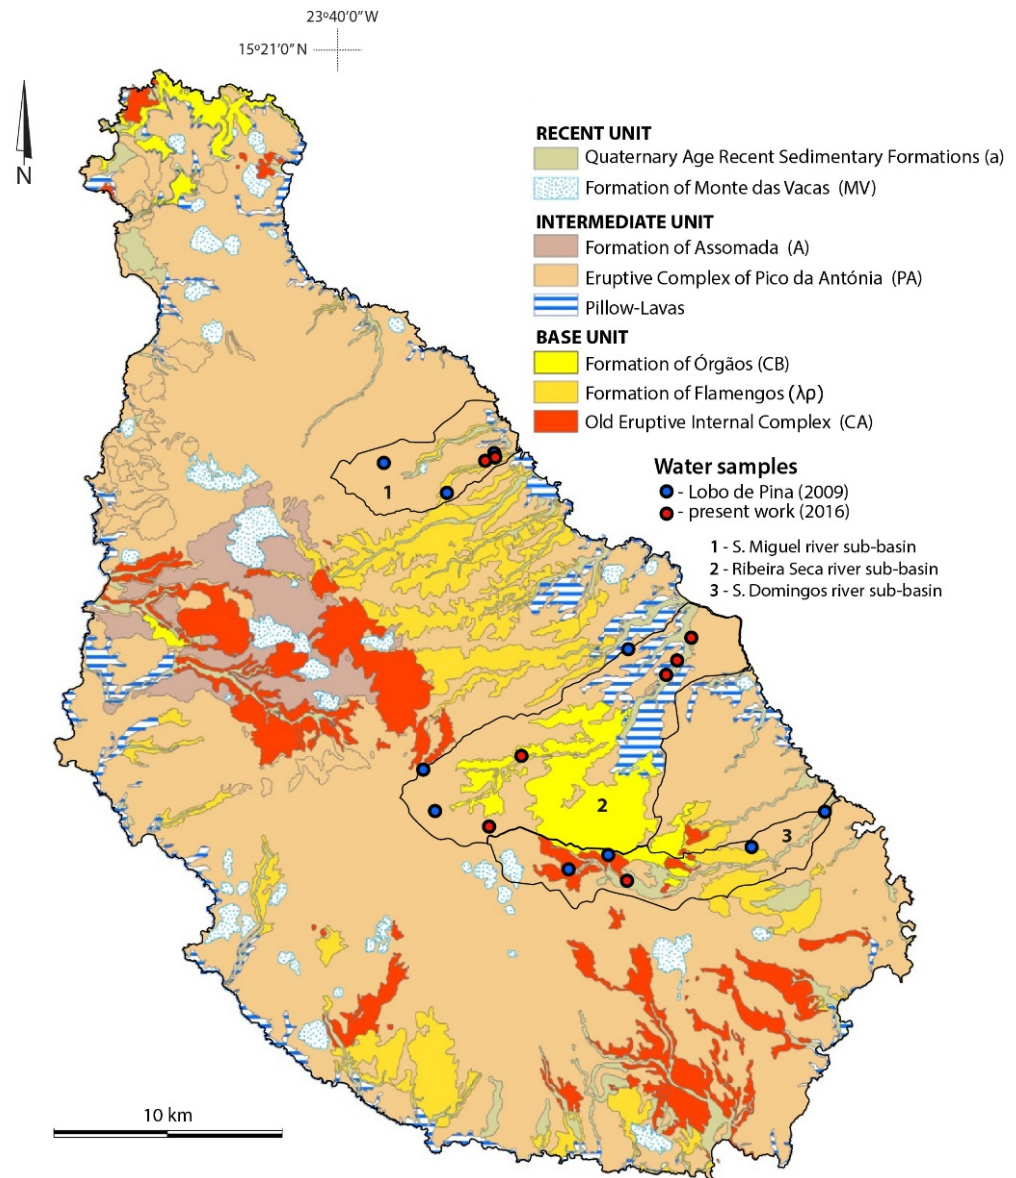 23º40'0"W
15º21'0"N
N
RECENT UNIT
Quaternary Age Recent Sedimentary Formations (a)
Formation of Monte das Vacas (MV)
INTERMEDIATE UNIT
Formation of Assomada (A)
Eruptive Complex of Pico da Antónia (PA)
Pillow-Lavas
BASE UNIT
Formation of Órgãos (CB)
Formation of Flamengos (λρ)
Old Eruptive Internal Complex (CA)
Water samples
- Lobo de Pina (2009)
- present work (2016)
1 - S. Miguel river sub-basin
2 - Ribeira Seca river sub-basin
3 - S. Domingos river sub-basin
1
2
3
10 km